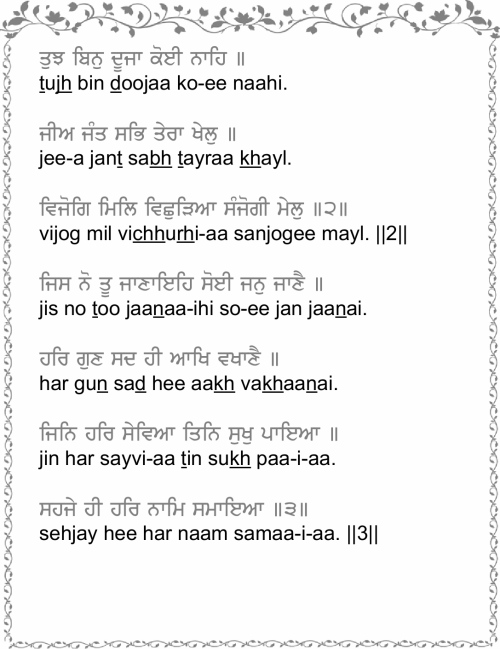 ਤੁਝ ਬਿਨੁ ਦੂਜਾ ਕੋਈ ਨਾਹਿ ॥
tujh bin doojaa ko-ee naahi.
ਜੀਅ ਜੰਤ ਸਭਿ ਤੇਰਾ ਖੇਲੁ ॥
jee-a jant sabh tayraa khayl.
ਵਿਜੋਗਿ ਮਿਲਿ ਵਿਛੁੜਿਆ ਸੰਜੋਗੀ ਮੇਲੁ ॥੨॥
vijog mil vichhurhi-aa sanjogee mayl. ||2||
ਜਿਸ ਨੋ ਤੂ ਜਾਣਾਇਹਿ ਸੋਈ ਜਨੁ ਜਾਣੈ ॥
jis no too jaanaa-ihi so-ee jan jaanai.
ਹਰਿ ਗੁਣ ਸਦ ਹੀ ਆਖਿ ਵਖਾਣੈ ॥
har gun sad hee aakh vakhaanai.
ਜਿਨਿ ਹਰਿ ਸੇਵਿਆ ਤਿਨਿ ਸੁਖੁ ਪਾਇਆ ॥
jin har sayvi-aa tin sukh paa-i-aa.
ਸਹਜੇ ਹੀ ਹਰਿ ਨਾਮਿ ਸਮਾਇਆ ॥੩॥
sehjay hee har naam samaa-i-aa. ||3||